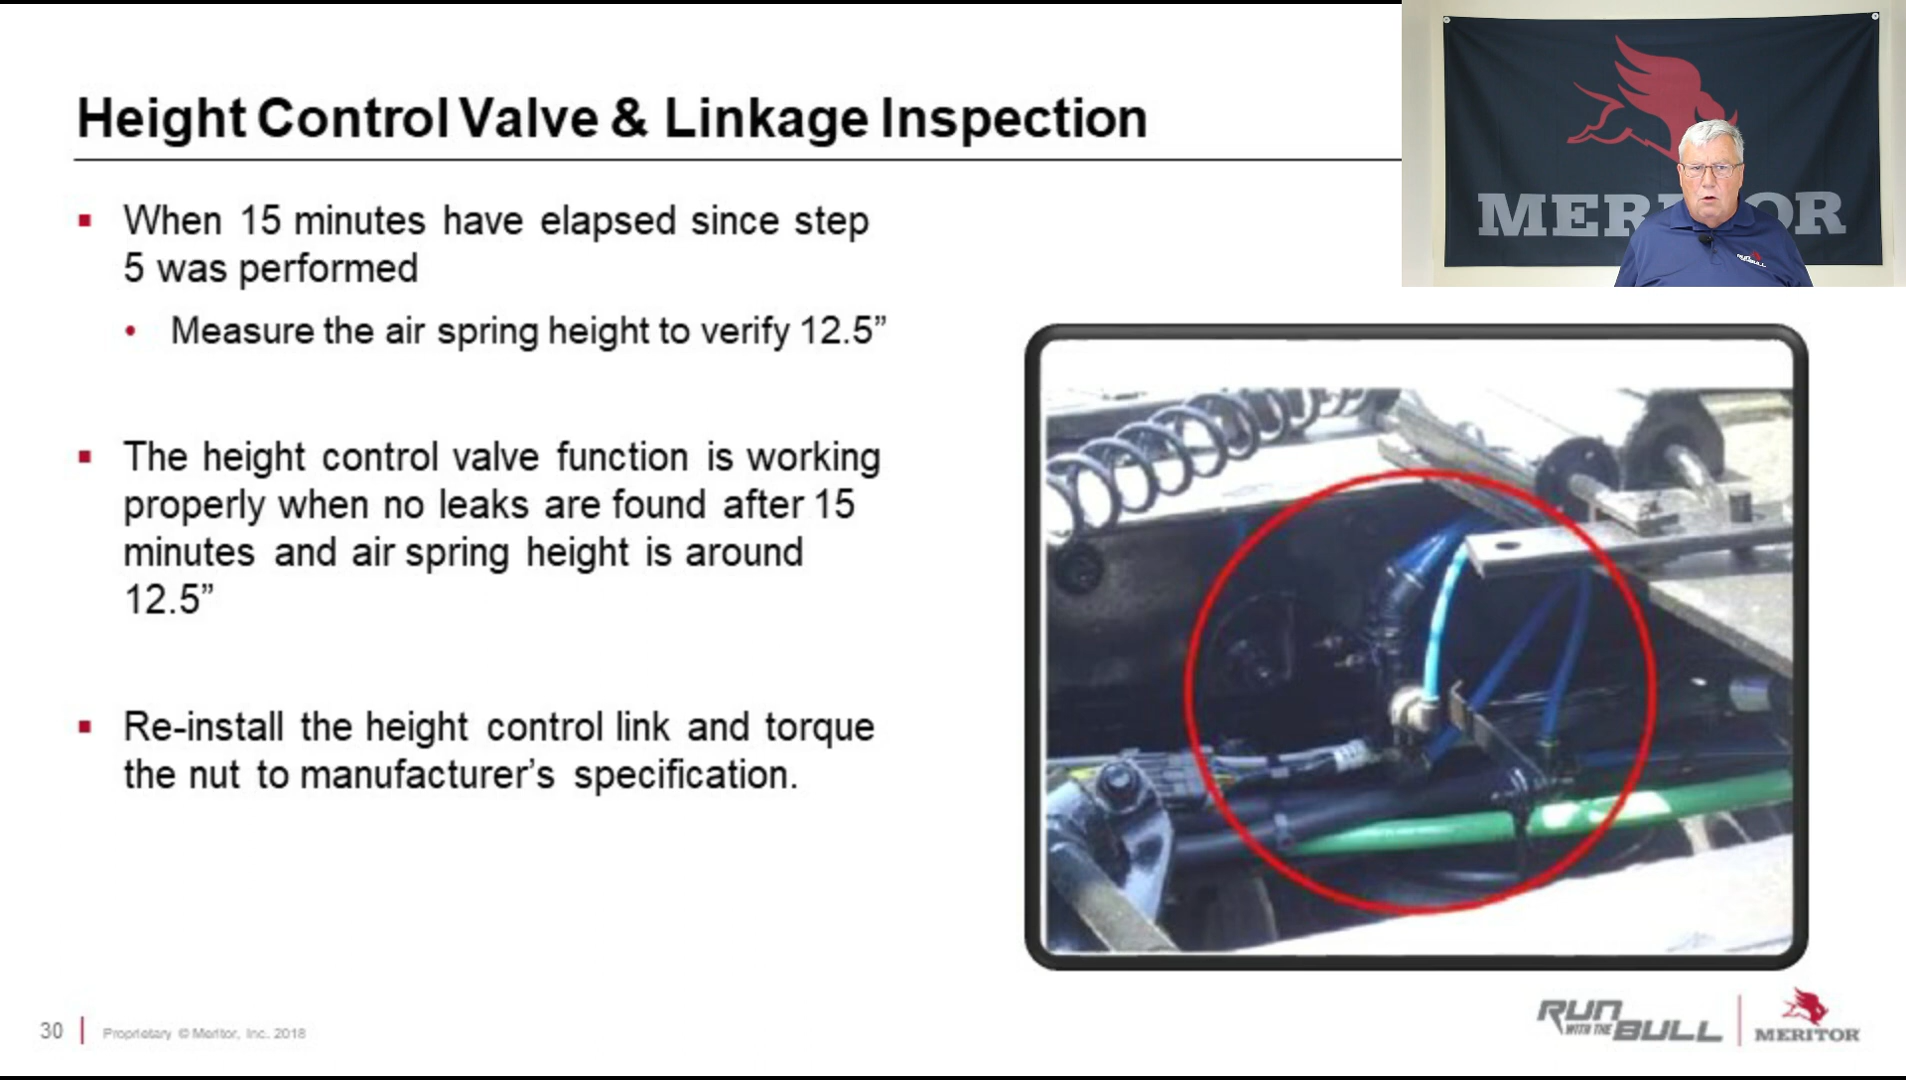 Height Control Valve & Linkage Inspection
When 15 minutes have elapsed since step
5 was performed
Measure the air spring height to verify 12.5”
The height control valve function is working
properly when no leaks are found after 15
minutes and air spring height is around
12.5”
Re-install the height control link and torque
the nut to manufacturer’s specification.
30
Proprietary © Meritor, Inc. 2018
RUN
WITH THE BULL
MERITOR